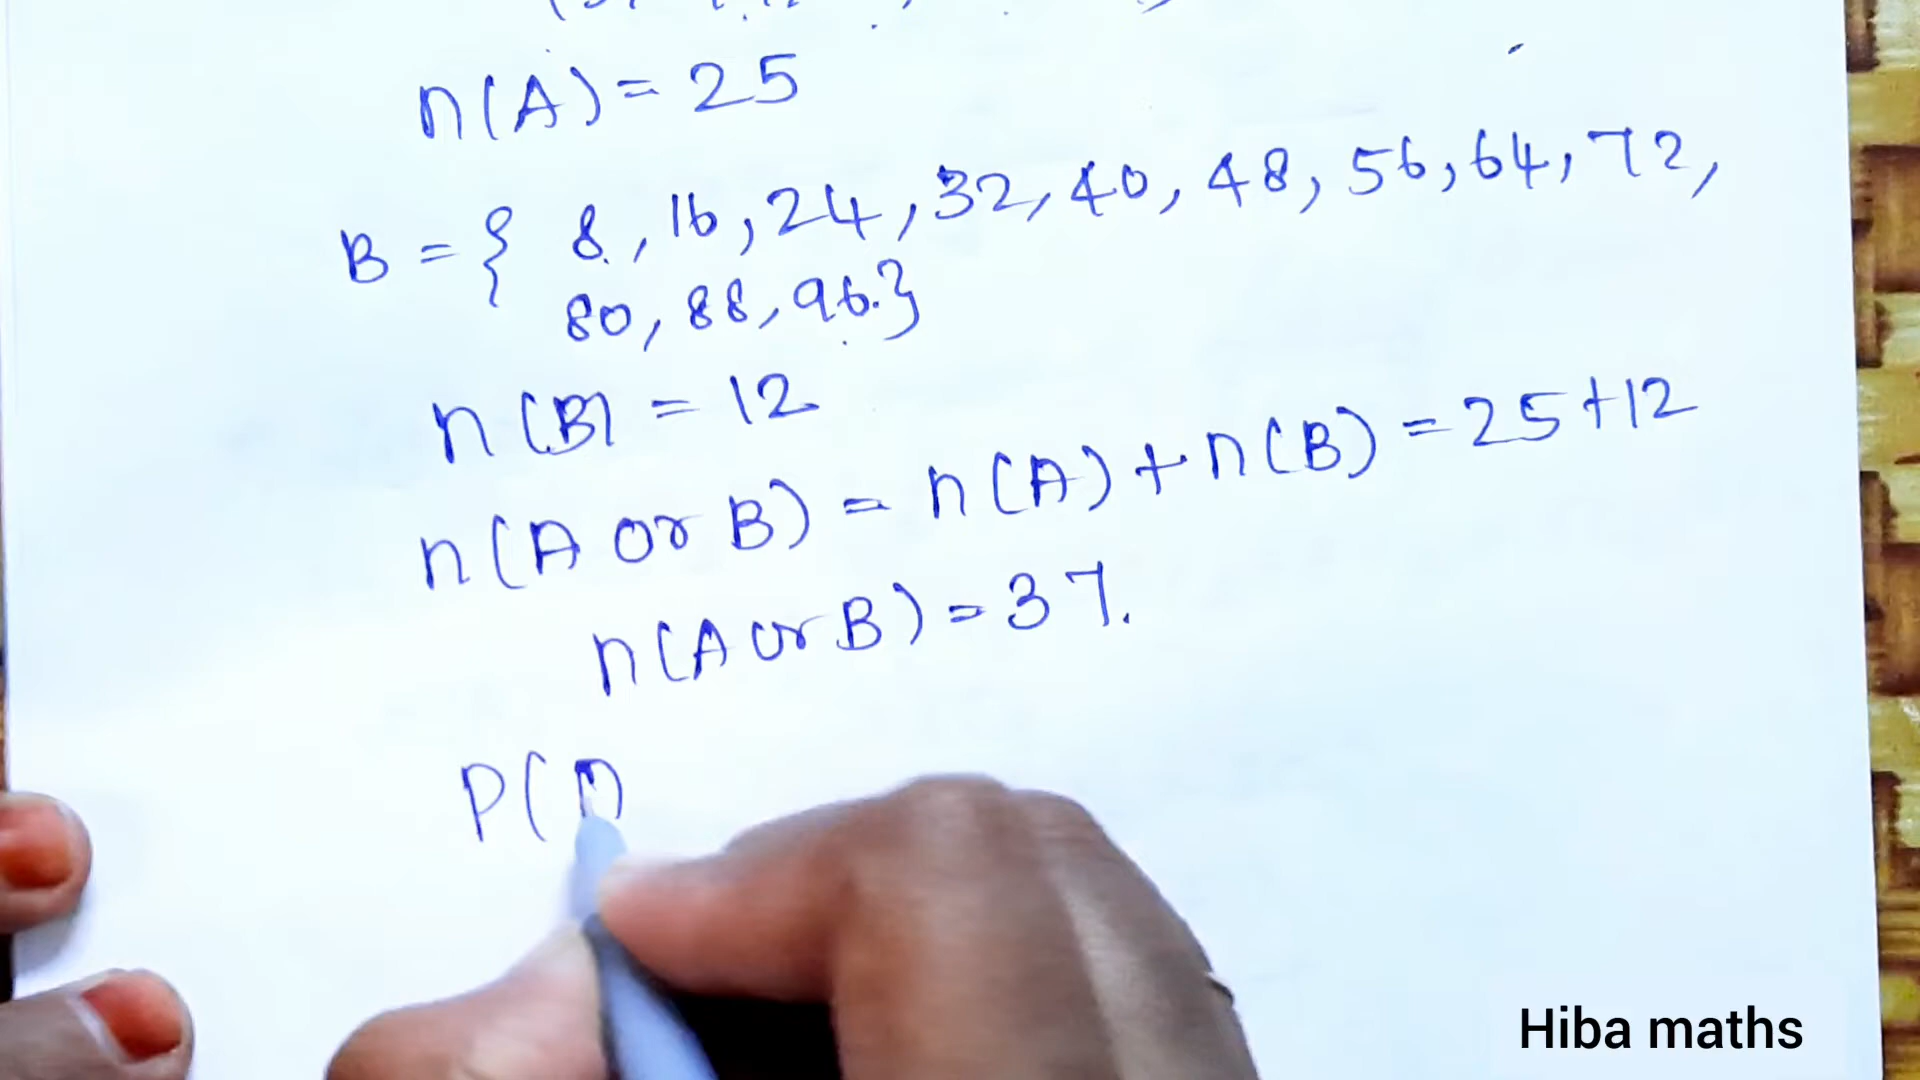 n(A) = 25
B = { 8, 16, 24, 32, 40, 48, 56, 64, 72,
80, 88, 96.}
n(B) = 12
n(A or B) = n(A) + n(B) = 25+12
n(A or B) = 37.
P(
Hiba maths